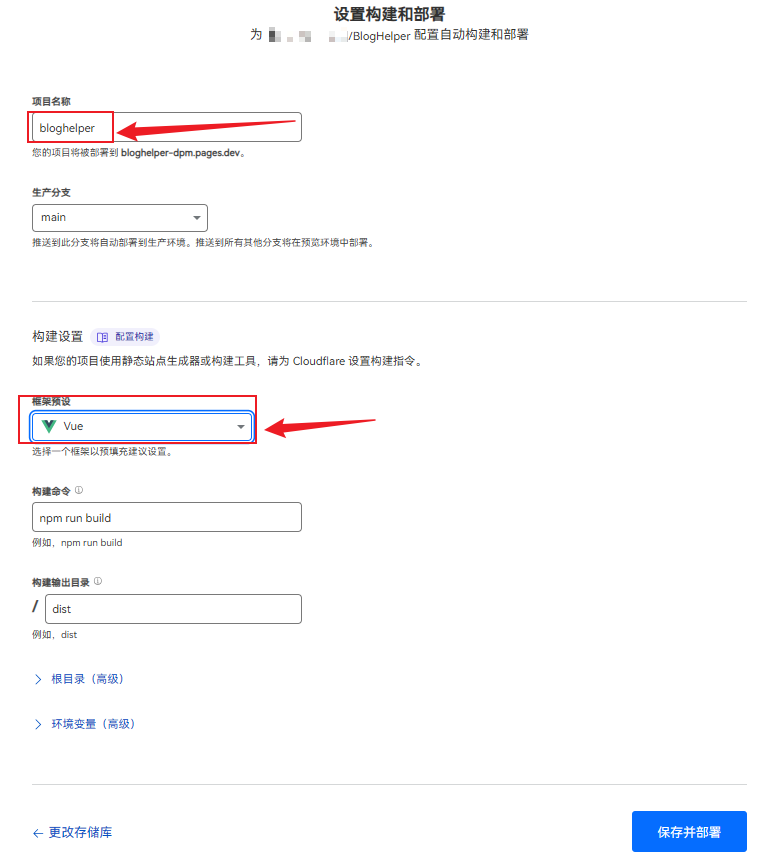 设置构建和部署
为 /BlogHelper 配置自动构建和部署
项目名称
bloghelper
您的项目将被部署到 bloghelper-dpm.pages.dev。
生产分支
main
推送到此分支将自动部署到生产环境。推送到所有其他分支将在预览环境中部署。
构建设置 配置构建
如果您的项目使用静态站点生成器或构建工具，请为 Cloudflare 设置构建指令。
框架预设
Vue
选择一个框架以预填充建议设置。
构建命令
npm run build
例如，npm run build
构建输出目录
/ dist
例如，dist
根目录（高级）
环境变量（高级）
← 更改存储库 保存并部署